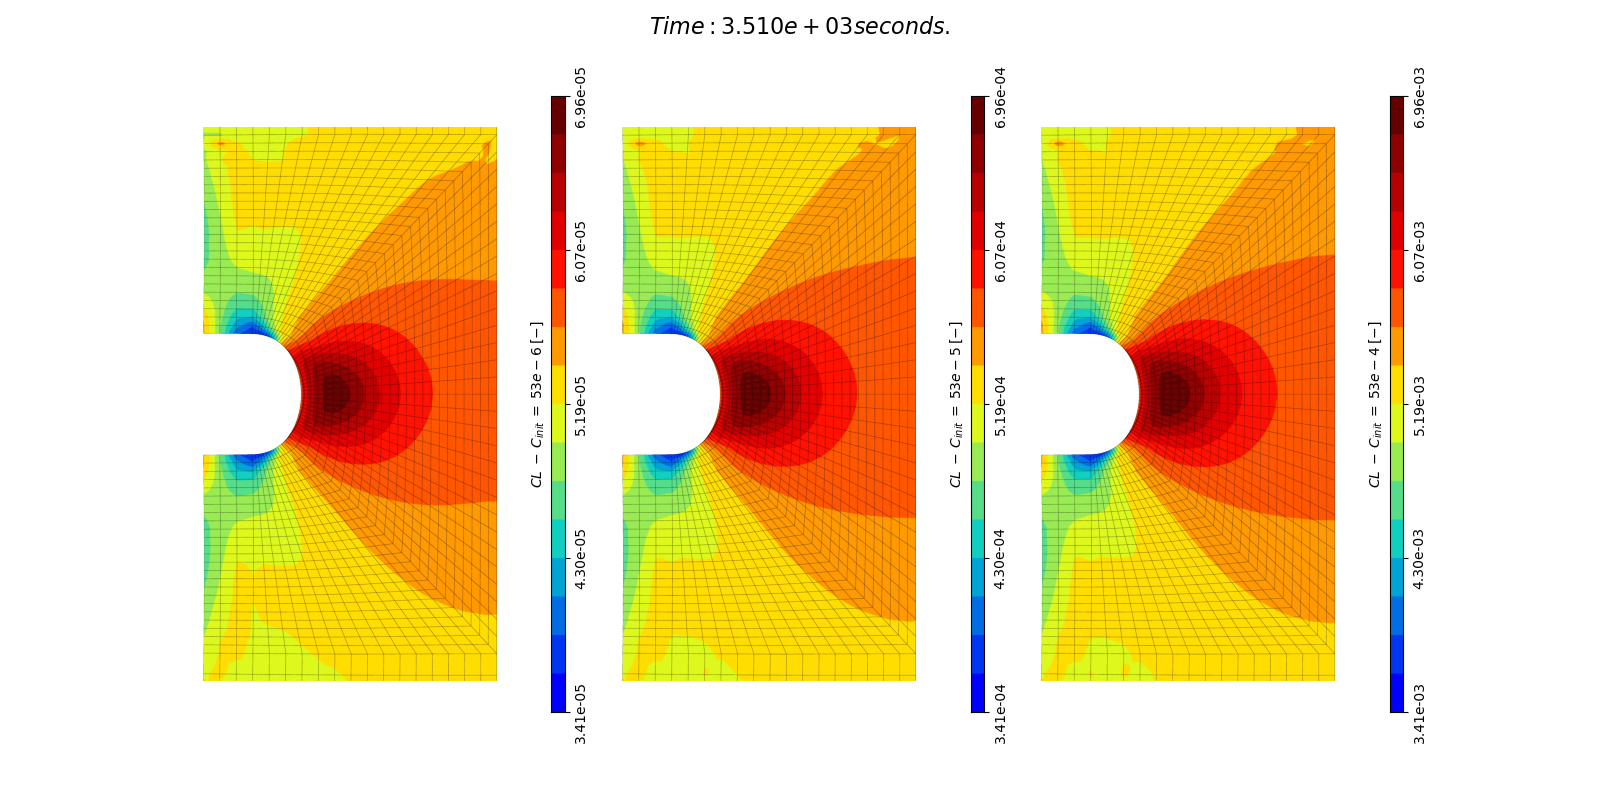 Time : 3.510e + 03seconds.
6.96e-05
6.07e-05
5.19e-05
4.30e-05
3.41e-05
CL − C_init = 53e − 6 [−]
6.96e-04
6.07e-04
5.19e-04
4.30e-04
3.41e-04
CL − C_init = 53e − 5 [−]
6.96e-03
6.07e-03
5.19e-03
4.30e-03
3.41e-03
CL − C_init = 53e − 4 [−]